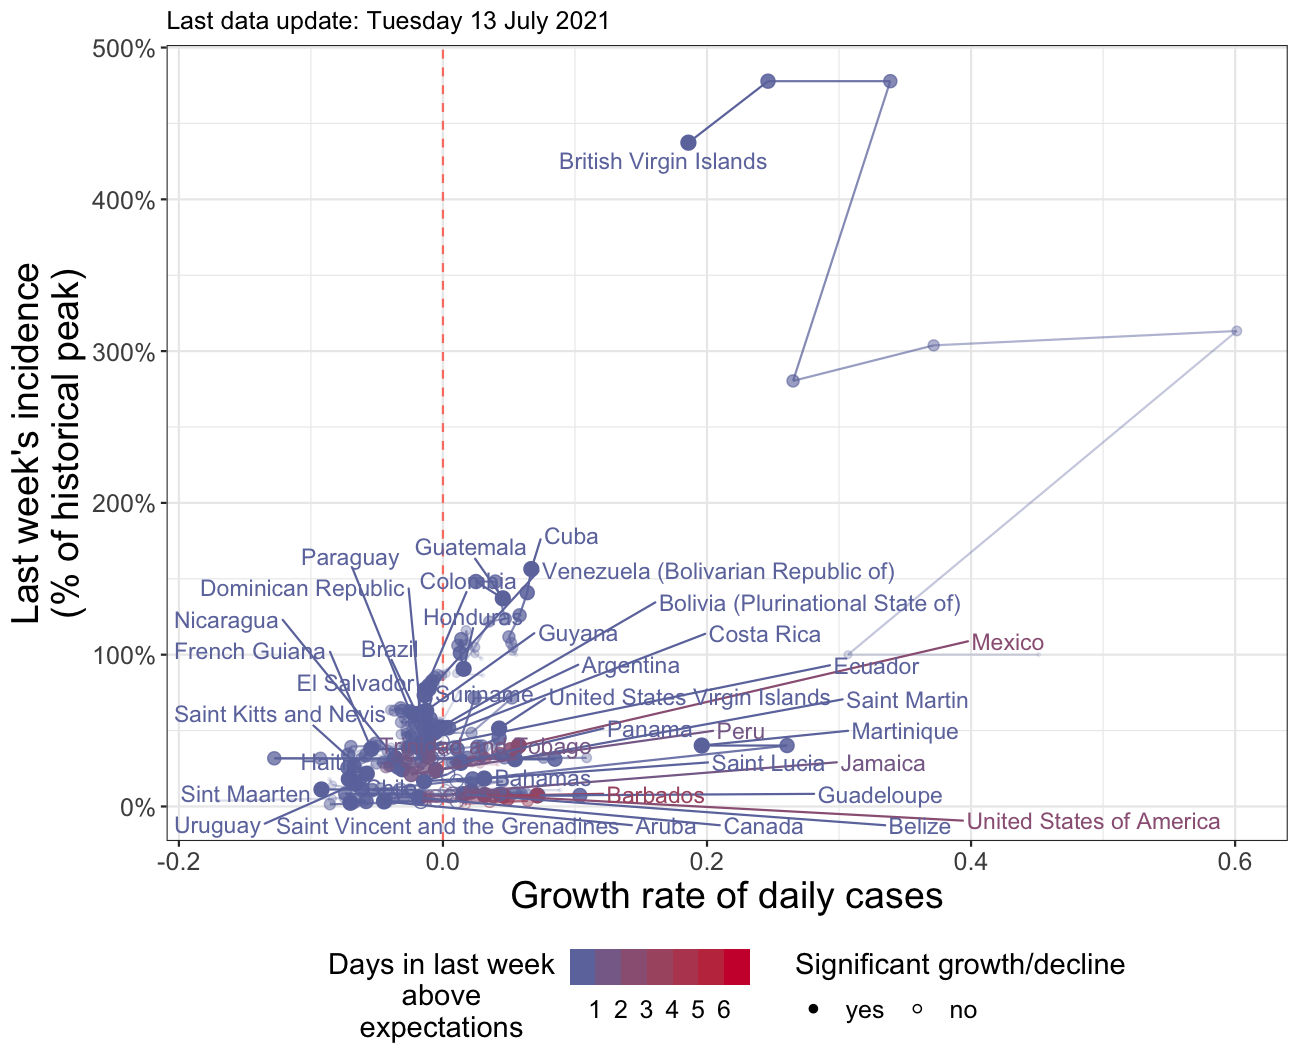 Last data update: Tuesday 13 July 2021
500%
400%
300%
200%
100%
0%
Last week's incidence
(% of historical peak)
British Virgin Islands
Cuba
Guatemala
Paraguay
Venezuela (Bolivarian Republic of)
Colombia
Dominican Republic
Bolivia (Plurinational State of)
Honduras
Nicaragua
Guyana
Costa Rica
Mexico
Brazil
French Guiana
Argentina
Ecuador
El Salvador
Suriname
United States Virgin Islands
Saint Martin
Saint Kitts and Nevis
Panama
Peru
Martinique
Trinidad and Tobago
Haiti
Saint Lucia
Jamaica
Bahamas
Chile
Sint Maarten
Barbados
Guadeloupe
Uruguay
Saint Vincent and the Grenadines
Aruba
Canada
Belize
United States of America
-0.2
0.0
0.2
0.4
0.6
Growth rate of daily cases
Days in last week
above
expectations
1 2 3 4 5 6
Significant growth/decline
yes
no